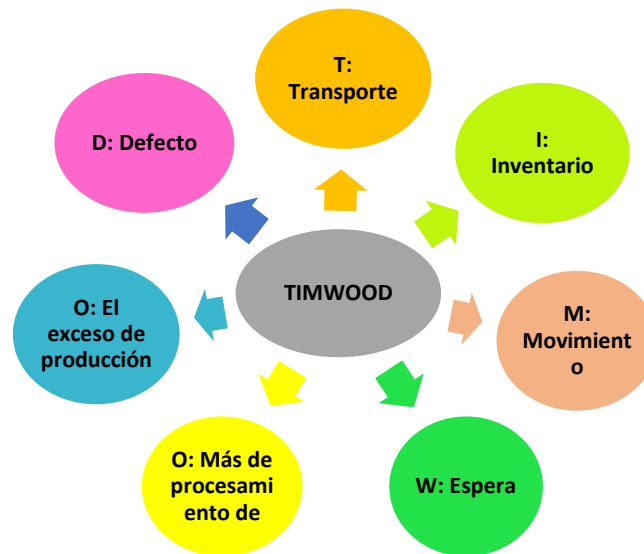 T:
Transporte
I:
Inventario
M:
Movimient
o
W: Espera
O: Más de
procesami
ento de
O: El
exceso de
producción
D: Defecto
TIMWOOD